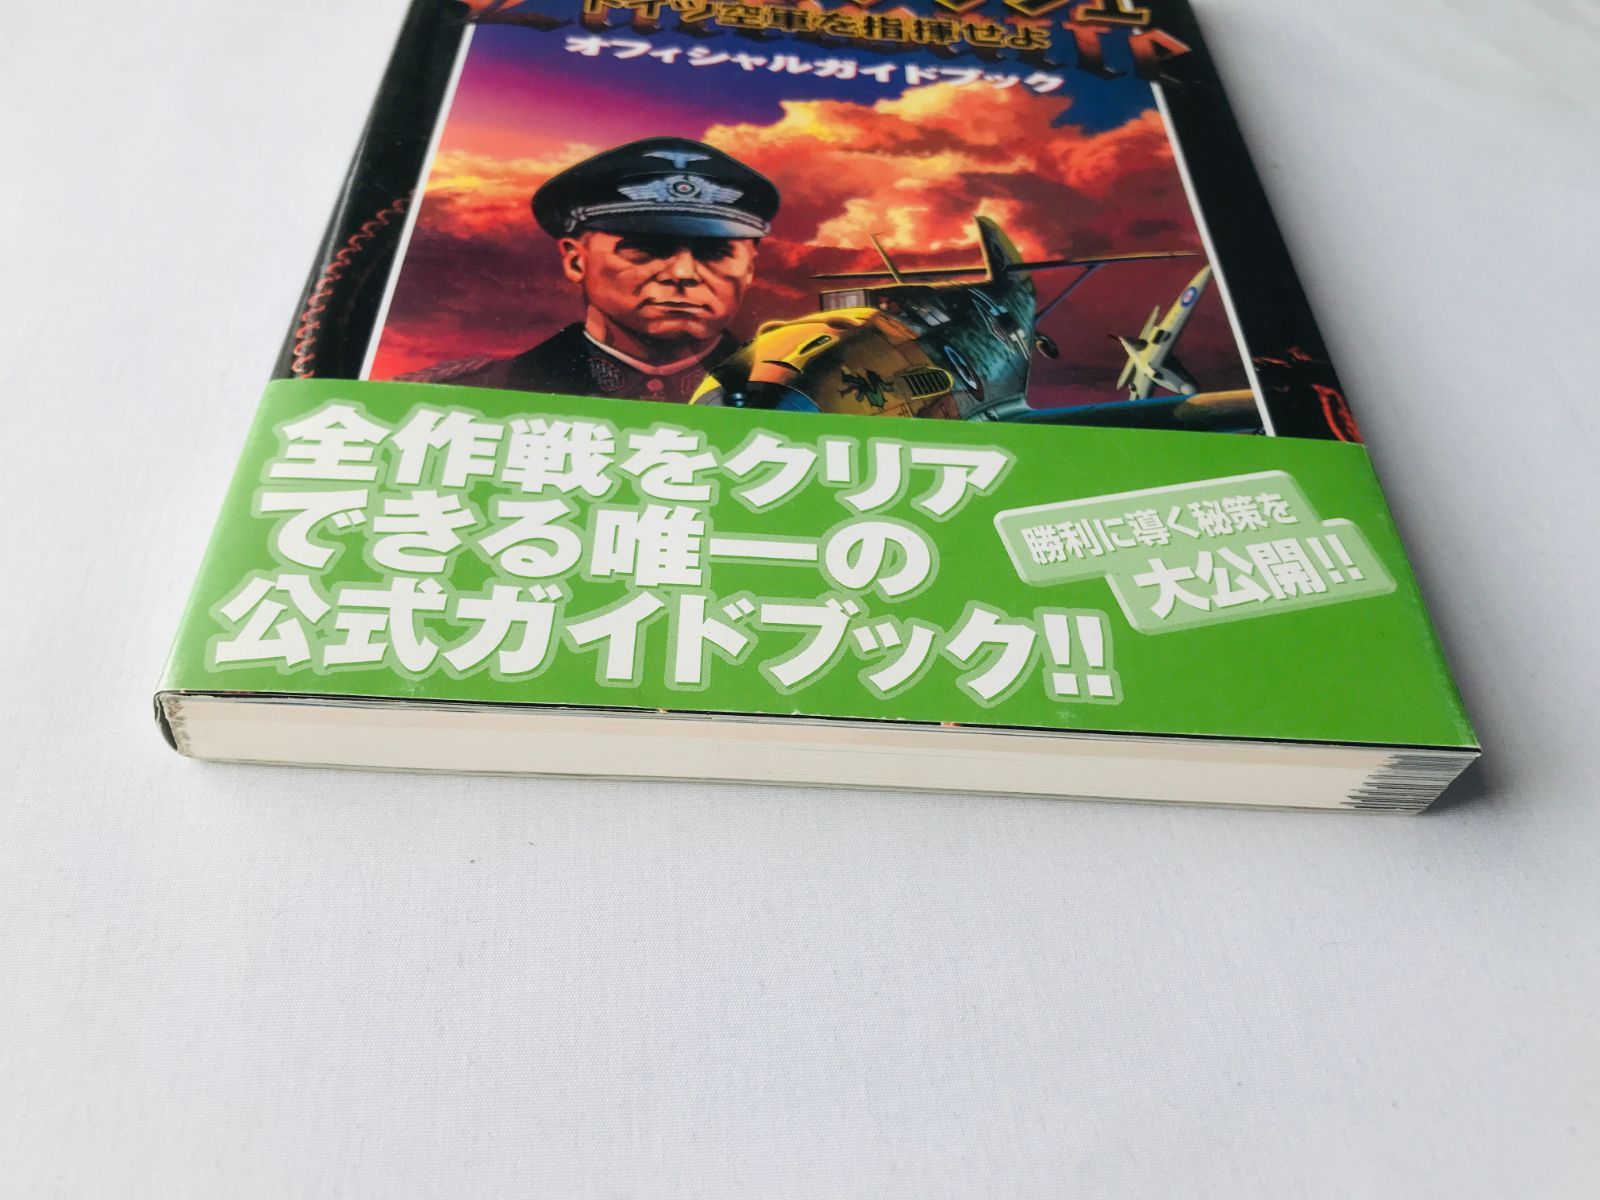 ドイツ空軍を指揮せよ
オフィシャルガイドブック
全作戦をクリア
できる唯一の
公式ガイドブック!!
勝利に導く秘策を
大公開!!